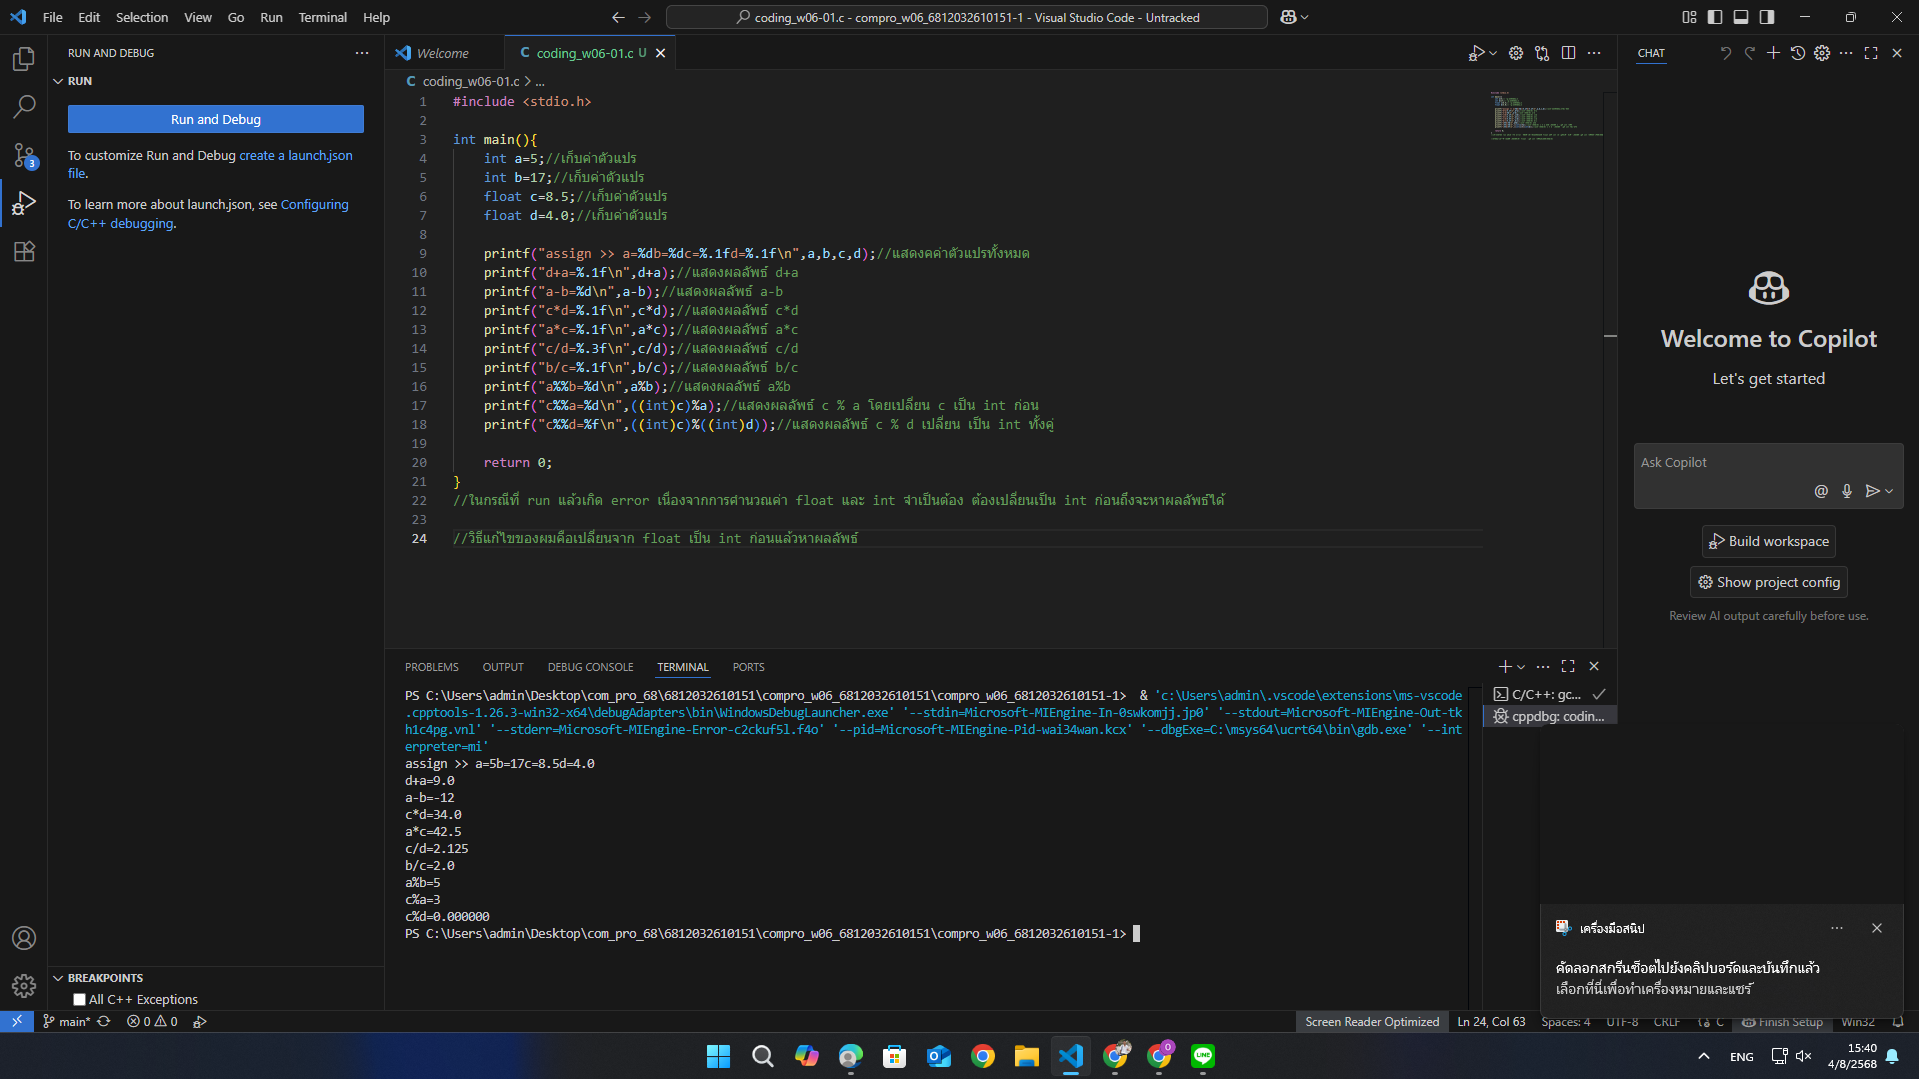 File Edit Selection View Go Run Terminal Help
coding_w06-01.c - compro_w06_6812032610151-1 - Visual Studio Code - Untracked
RUN AND DEBUG
RUN
Run and Debug
To customize Run and Debug create a launch.json
file.
To learn more about launch.json, see Configuring
C/C++ debugging.
3
BREAKPOINTS
All C++ Exceptions
Welcome
C coding_w06-01.c U
C coding_w06-01.c > ...
1 #include <stdio.h>
2
3 int main(){
4 int a=5;//เก็บค่าตัวแปร
5 int b=17;//เก็บค่าตัวแปร
6 float c=8.5;//เก็บค่าตัวแปร
7 float d=4.0;//เก็บค่าตัวแปร
8
9 printf("assign >> a=%db=%dc=%.1fd=%.1f\n",a,b,c,d);//แสดงคค่าตัวแปรทั้งหมด
10 printf("d+a=%.1f\n",d+a);//แสดงผลลัพธ์ d+a
11 printf("a-b=%d\n",a-b);//แสดงผลลัพธ์ a-b
12 printf("c*d=%.1f\n",c*d);//แสดงผลลัพธ์ c*d
13 printf("a*c=%.1f\n",a*c);//แสดงผลลัพธ์ a*c
14 printf("c/d=%.3f\n",c/d);//แสดงผลลัพธ์ c/d
15 printf("b/c=%.1f\n",b/c);//แสดงผลลัพธ์ b/c
16 printf("a%%b=%d\n",a%b);//แสดงผลลัพธ์ a%b
17 printf("c%%a=%d\n",((int)c)%a);//แสดงผลลัพธ์ c % a โดยเปลี่ยน c เป็น int ก่อน
18 printf("c%%d=%f\n",((int)c)%((int)d));//แสดงผลลัพธ์ c % d เปลี่ยน เป็น int ทั้งคู่
19
20 return 0;
21 }
22 //ในกรณีที่ run แล้วเกิด error เนื่องจากการคำนวณค่า float และ int จำเป็นต้อง ต้องเปลี่ยนเป็น int ก่อนถึงจะหาผลลัพธ์ได้
23
24 //วิธีแก้ไขของผมคือเปลี่ยนจาก float เป็น int ก่อนแล้วหาผลลัพธ์
PROBLEMS OUTPUT DEBUG CONSOLE TERMINAL PORTS
PS C:\Users\admin\Desktop\com_pro_68\6812032610151\compro_w06_6812032610151\compro_w06_6812032610151-1> & 'c:\Users\admin\.vscode\extensions\ms-vscode
.cpptools-1.26.3-win32-x64\debugAdapters\bin\WindowsDebugLauncher.exe' '--stdin=Microsoft-MIEngine-In-0swkomjj.jp0' '--stdout=Microsoft-MIEngine-Out-tk
h1c4pg.vnl' '--stderr=Microsoft-MIEngine-Error-c2ckuf5l.f4o' '--pid=Microsoft-MIEngine-Pid-wai34wan.kcx' '--dbgExe=C:\msys64\ucrt64\bin\gdb.exe' '--int
erpreter=mi'
assign >> a=5b=17c=8.5d=4.0
d+a=9.0
a-b=-12
c*d=34.0
a*c=42.5
c/d=2.125
b/c=2.0
a%b=5
c%a=3
c%d=0.000000
PS C:\Users\admin\Desktop\com_pro_68\6812032610151\compro_w06_6812032610151\compro_w06_6812032610151-1>
C/C++: gc...
cppdbg: codin...
CHAT
Welcome to Copilot
Let's get started
Ask Copilot
Build workspace
Show project config
Review AI output carefully before use.
เครื่องมือสนิป
คัดลอกสกรีนช็อตไปยังคลิปบอร์ดและบันทึกแล้ว
เลือกที่นี่เพื่อทำเครื่องหมายและแชร์
main* 0 0
Screen Reader Optimized Ln 24, Col 63 Spaces: 4 UTF-8 CRLF C Finish Setup Win32
ENG
15:40
4/8/2568